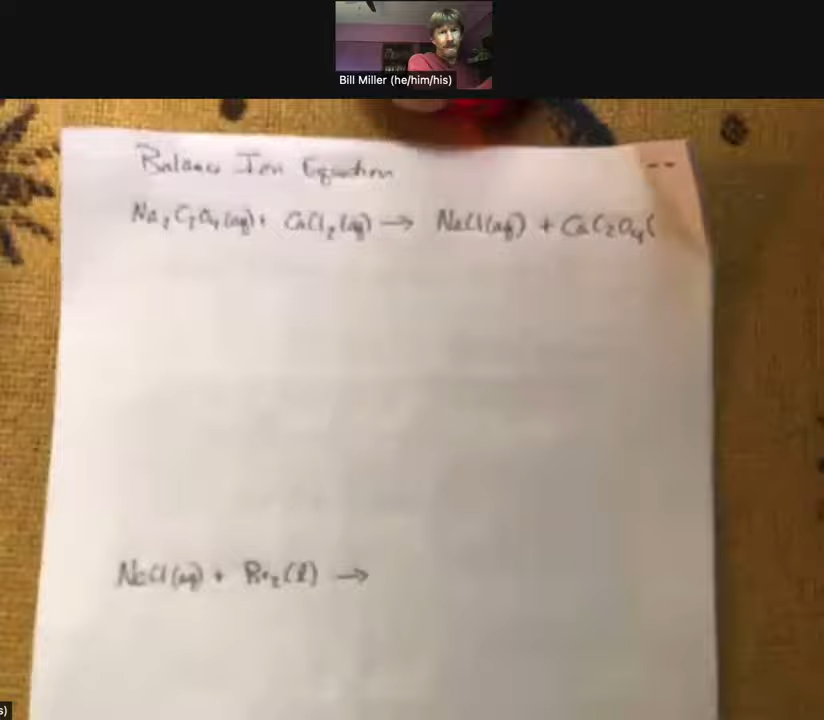 Bill Miller (he/him/his)
Balance Ion Equation
Na₂C₂O₄(aq) + CaCl₂(aq) → NaCl(aq) + CaC₂O₄(
NaCl(aq) + Br₂(l) →
s)